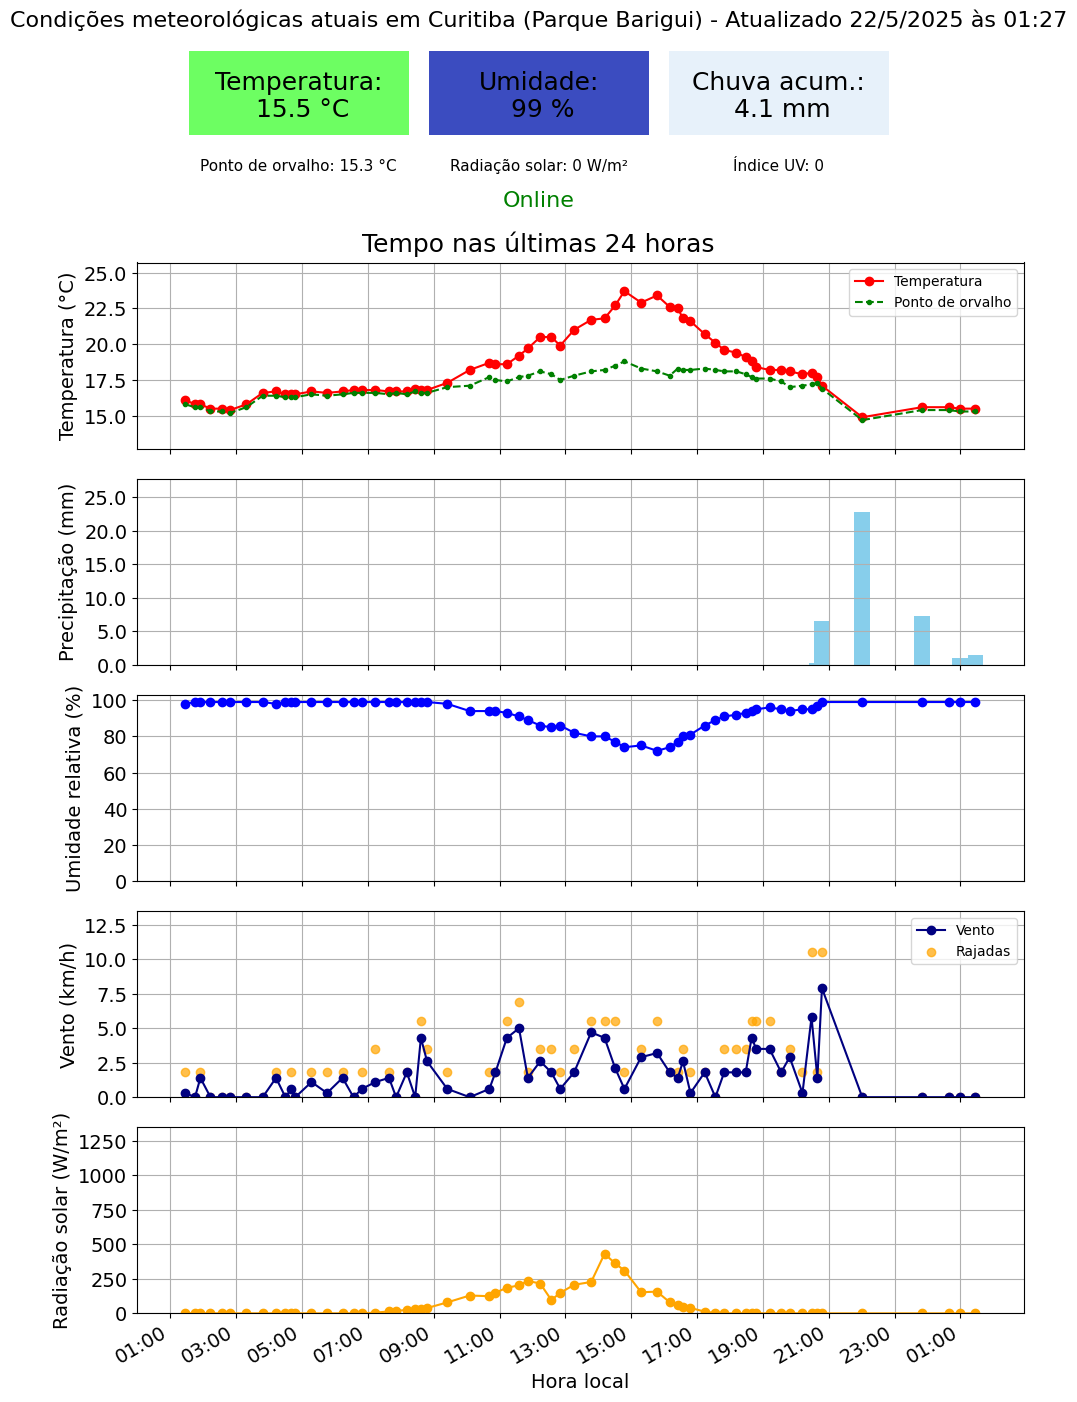 Condições meteorológicas atuais em Curitiba (Parque Barigui) - Atualizado 22/5/2025 às 01:27
Temperatura:
15.5 °C
Umidade:
99 %
Chuva acum.:
4.1 mm
Ponto de orvalho: 15.3 °C
Radiação solar: 0 W/m²
Índice UV: 0
Online
Tempo nas últimas 24 horas
Temperatura (°C)
25.0
22.5
20.0
17.5
15.0
Temperatura
Ponto de orvalho
Precipitação (mm)
25.0
20.0
15.0
10.0
5.0
0.0
Umidade relativa (%)
100
80
60
40
20
0
Vento (km/h)
12.5
10.0
7.5
5.0
2.5
0.0
Vento
Rajadas
Radiação solar (W/m²)
1250
1000
750
500
250
0
01:00 03:00 05:00 07:00 09:00 11:00 13:00 15:00 17:00 19:00 21:00 23:00 01:00
Hora local